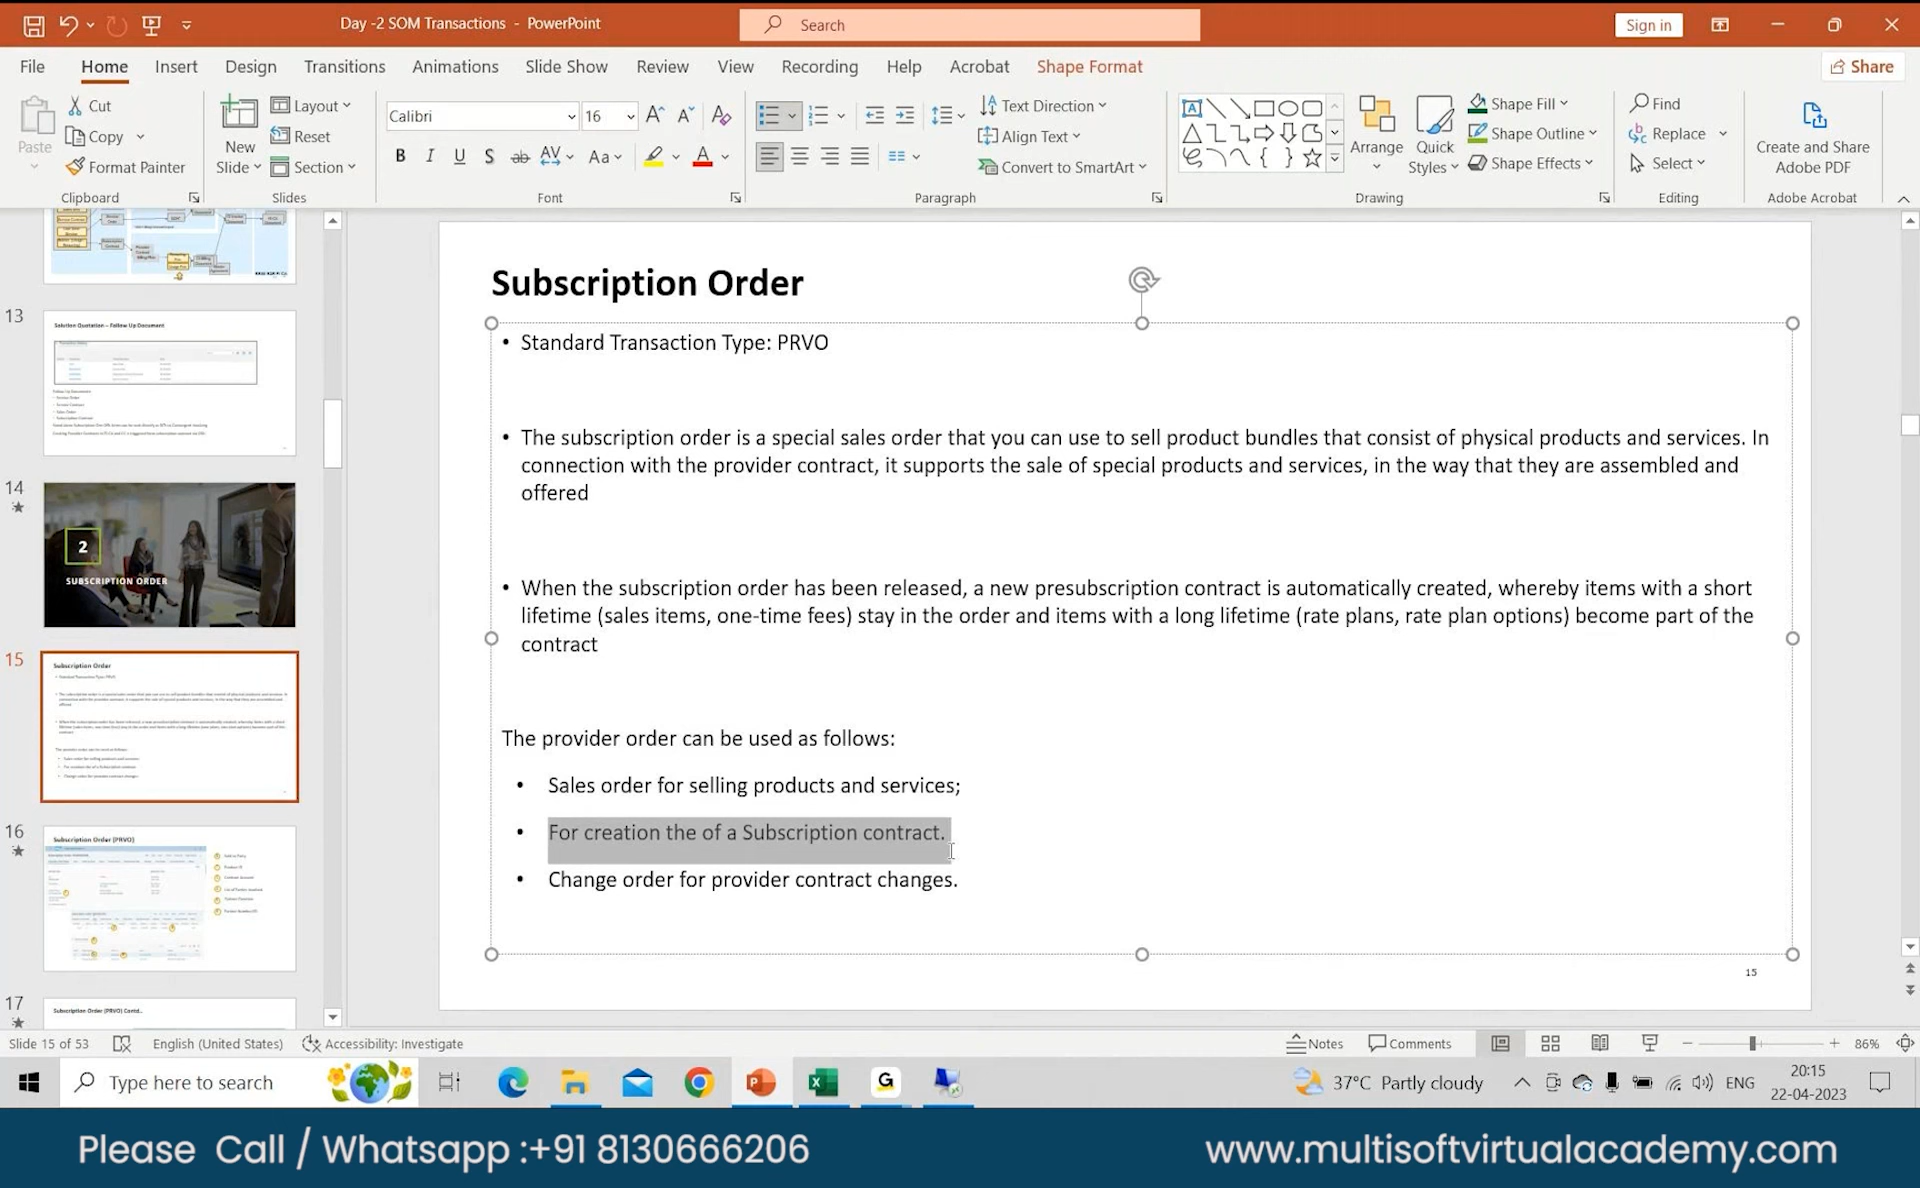 Day -2 SOM Transactions - PowerPoint
Search
Sign in
File
Home
Insert
Design
Transitions
Animations
Slide Show
Review
View
Recording
Help
Acrobat
Shape Format
Share
Paste
Cut
Copy
Format Painter
Clipboard
New
Slide
Layout
Reset
Section
Slides
Calibri
16
Font
Text Direction
Align Text
Convert to SmartArt
Paragraph
Arrange
Quick
Styles
Shape Fill
Shape Outline
Shape Effects
Drawing
Find
Replace
Select
Editing
Create and Share
Adobe PDF
Adobe Acrobat
13
Solution Quotation – Follow Up Document
14
2
SUBSCRIPTION ORDER
15
Subscription Order
16
Subscription Order (PRVO)
17
Subscription Order (PRVO) Contd..
Subscription Order
• Standard Transaction Type: PRVO
• The subscription order is a special sales order that you can use to sell product bundles that consist of physical products and services. In
connection with the provider contract, it supports the sale of special products and services, in the way that they are assembled and
offered
• When the subscription order has been released, a new presubscription contract is automatically created, whereby items with a short
lifetime (sales items, one-time fees) stay in the order and items with a long lifetime (rate plans, rate plan options) become part of the
contract
The provider order can be used as follows:
• Sales order for selling products and services;
• For creation the of a Subscription contract.
• Change order for provider contract changes.
15
Slide 15 of 53
English (United States)
Accessibility: Investigate
Notes
Comments
86%
Type here to search
37°C Partly cloudy
ENG
20:15
22-04-2023
Please Call / Whatsapp :+91 8130666206
www.multisoftvirtualacademy.com